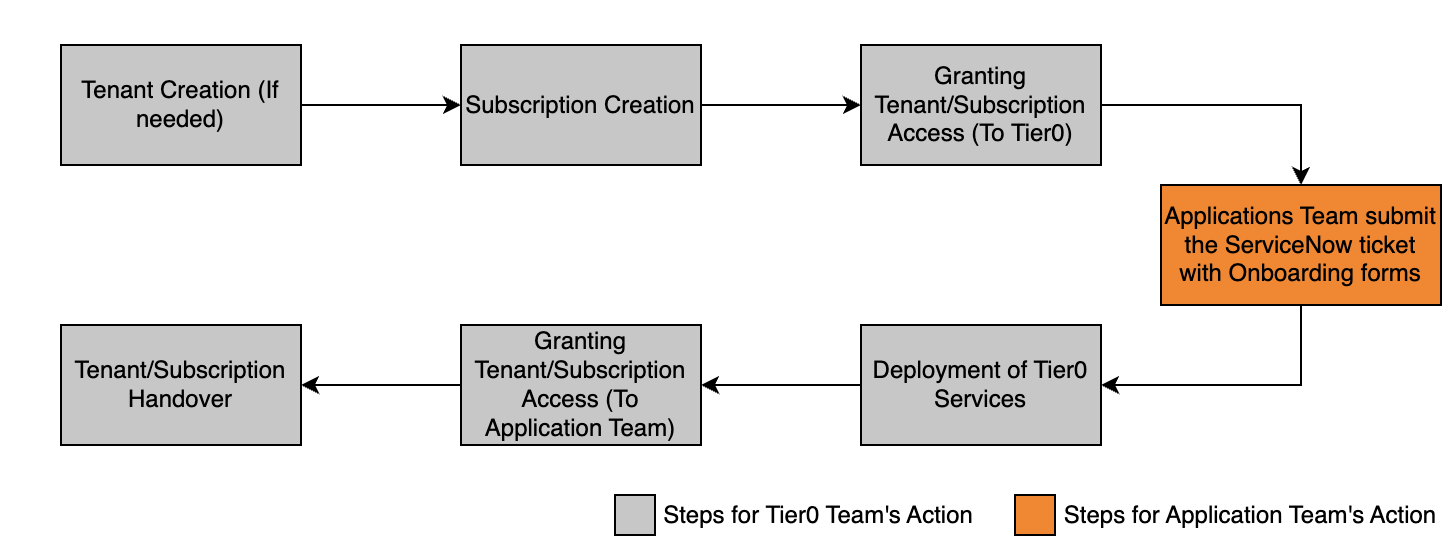 Tenant Creation (If
needed)
Subscription Creation
Granting
Tenant/Subscription
Access (To Tier0)
Applications Team submit
the ServiceNow ticket
with Onboarding forms
Deployment of Tier0
Services
Granting
Tenant/Subscription
Access (To
Application Team)
Tenant/Subscription
Handover
Steps for Tier0 Team's Action
Steps for Application Team's Action